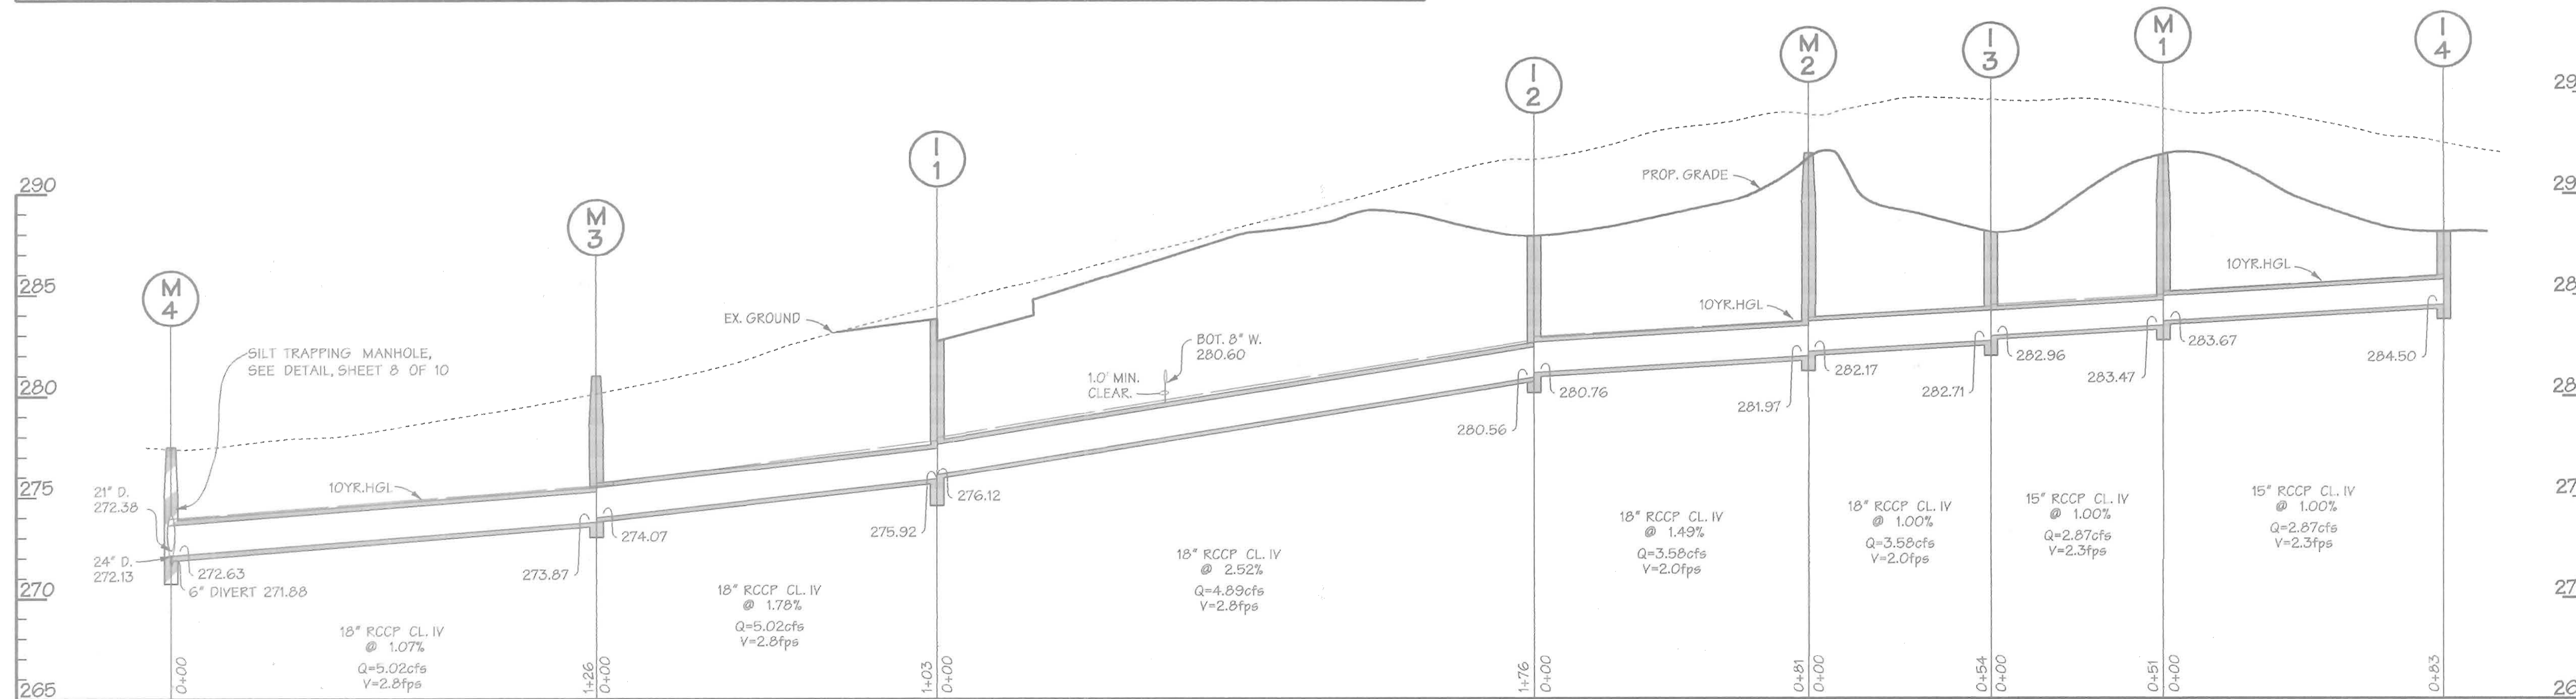 M
4
M
3
I
1
I
2
M
2
I
3
M
1
I
4
290
285
280
275
270
265
29
29
28
28
27
27
26
SILT TRAPPING MANHOLE,
SEE DETAIL, SHEET 8 OF 10
21" D.
272.38
24" D.
272.13
272.63
6" DIVERT 271.88
10YR.HGL
273.87
274.07
EX. GROUND
275.92
276.12
1.0' MIN.
CLEAR.
BOT. 8" W.
280.60
280.56
280.76
PROP. GRADE
10YR.HGL
281.97
282.17
282.71
282.96
283.47
283.67
10YR.HGL
284.50
18" RCCP CL. IV
@ 1.07%
Q=5.02cfs
V=2.8fps
18" RCCP CL. IV
@ 1.78%
Q=5.02cfs
V=2.8fps
18" RCCP CL. IV
@ 2.52%
Q=4.89cfs
V=2.8fps
18" RCCP CL. IV
@ 1.49%
Q=3.58cfs
V=2.0fps
18" RCCP CL. IV
@ 1.00%
Q=3.58cfs
V=2.0fps
15" RCCP CL. IV
@ 1.00%
Q=2.87cfs
V=2.3fps
15" RCCP CL. IV
@ 1.00%
Q=2.87cfs
V=2.3fps
0+00
1+26
0+00
1+03
0+00
1+76
0+00
0+81
0+00
0+54
0+00
0+51
0+00
0+83